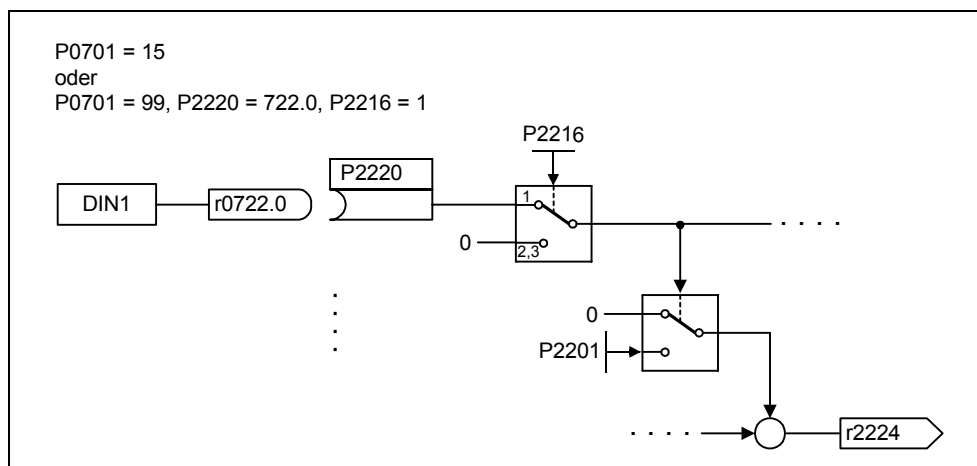 P0701 = 15
oder
P0701 = 99, P2220 = 722.0, P2216 = 1
P2216
P2220
DIN1
r0722.0
1
0
2,3
0
P2201
r2224